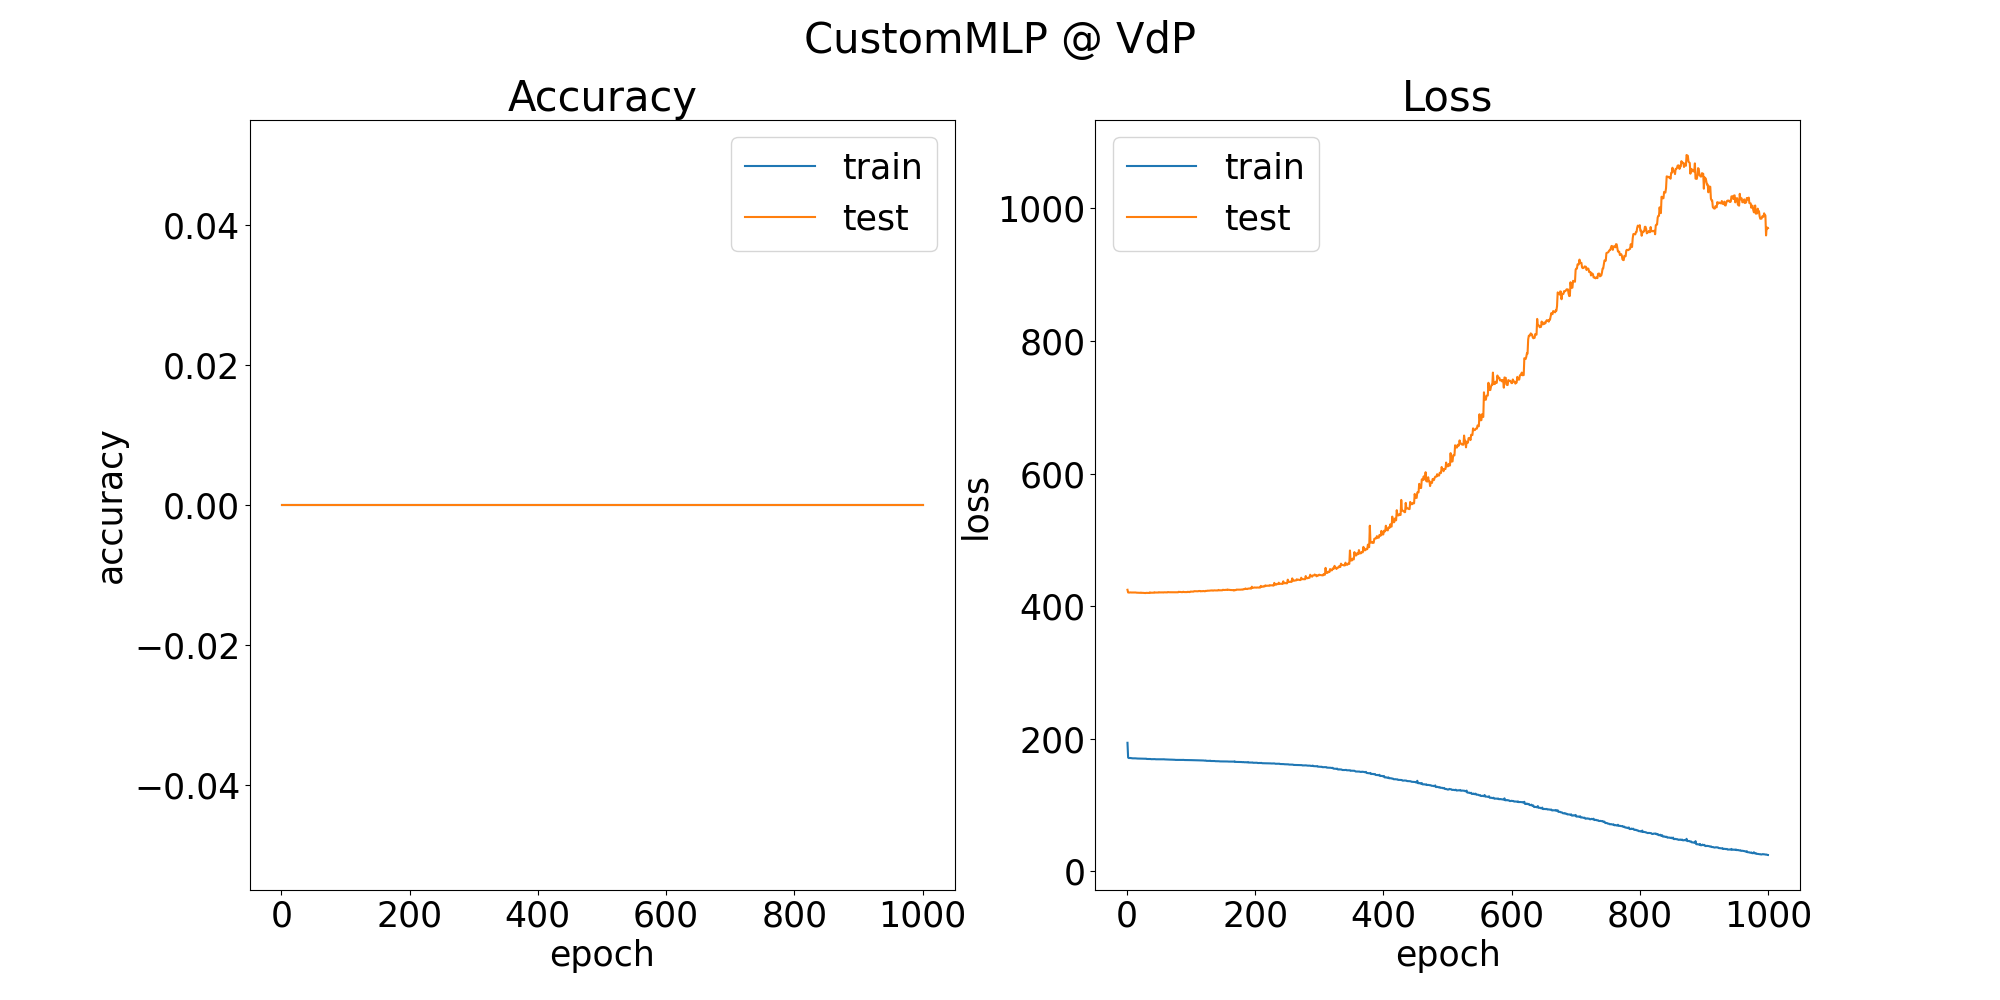 CustomMLP @ VdP
Accuracy
train
test
0.04
0.02
0.00
−0.02
−0.04
accuracy
0 200 400 600 800 1000
epoch
Loss
train
test
1000
800
600
400
200
0
loss
0 200 400 600 800 1000
epoch